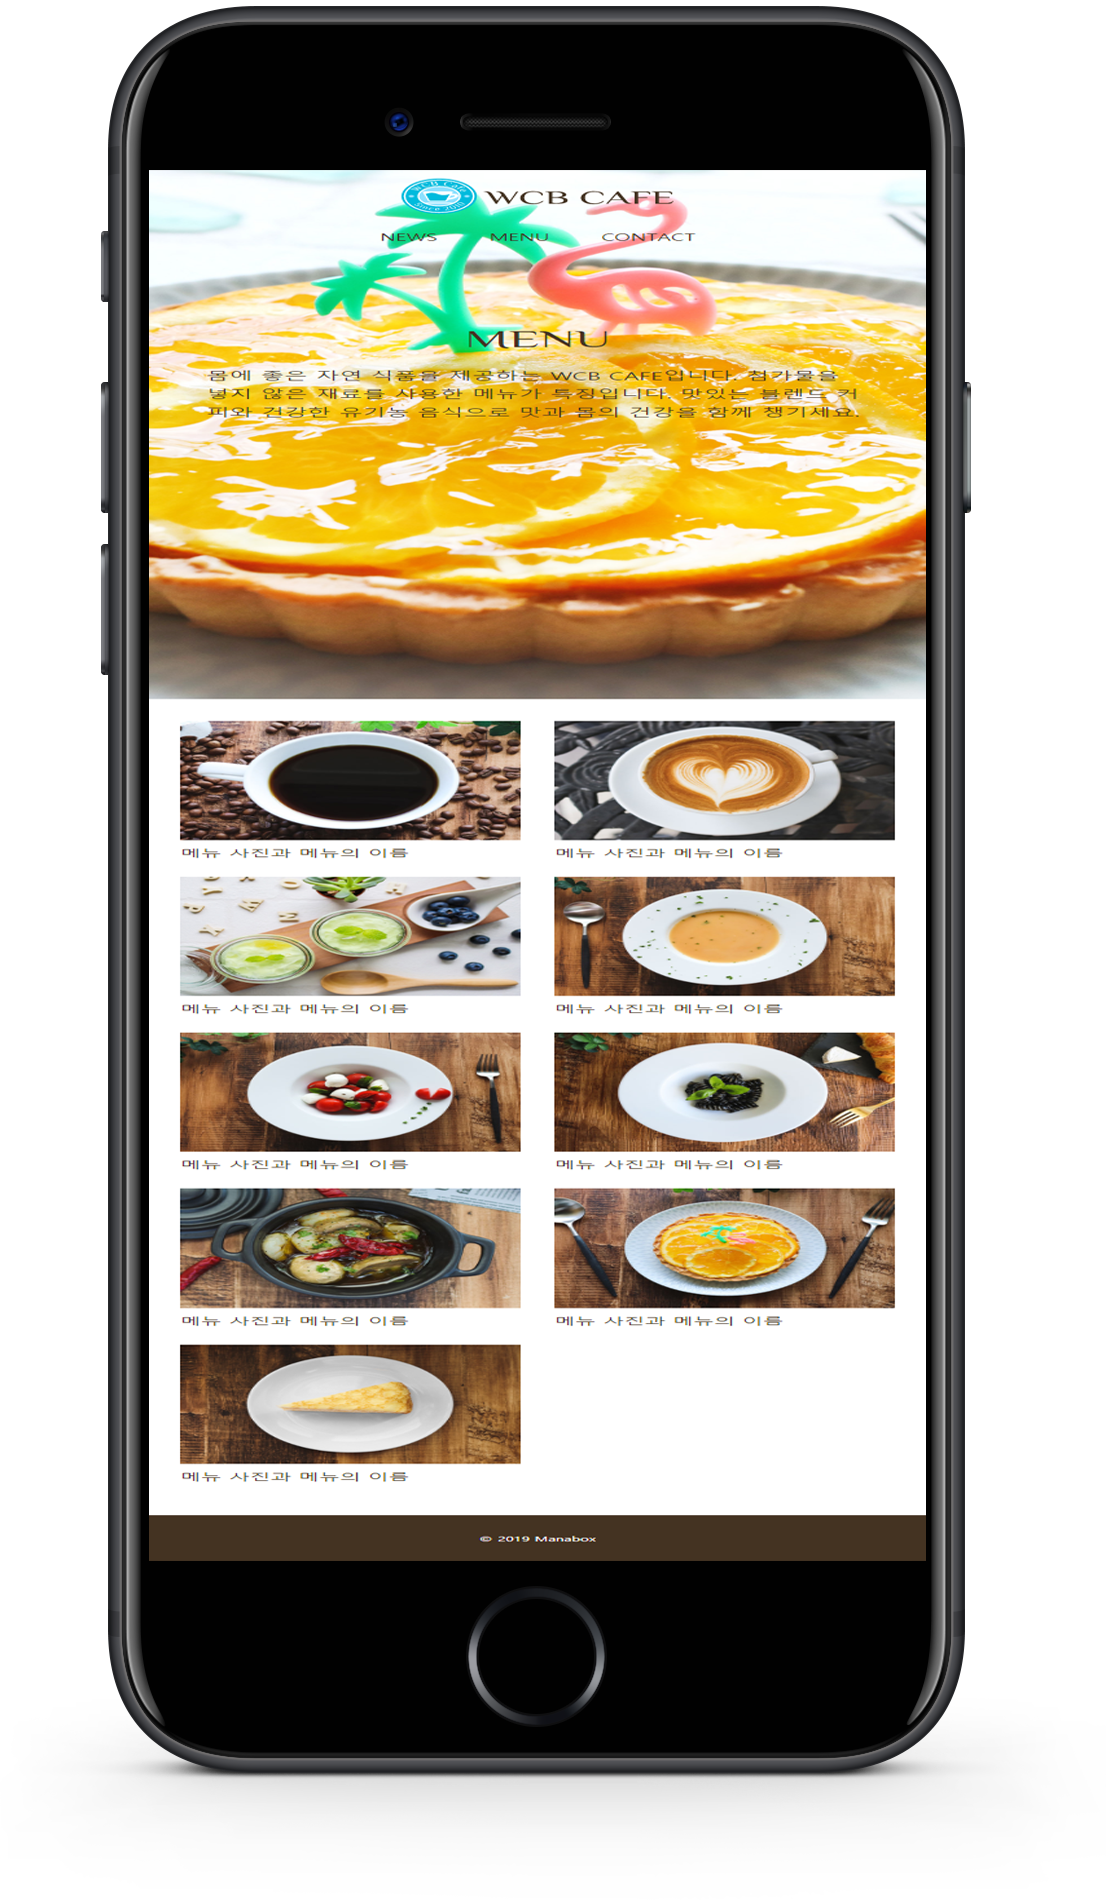 WCB Cafe
Since 2018
WCB CAFE
NEWS MENU CONTACT
MENU
몸에 좋은 자연 식품을 제공하는 WCB CAFE입니다. 첨가물을
넣지 않은 재료를 사용한 메뉴가 특징입니다. 맛있는 블렌드 커
피와 건강한 유기농 음식으로 맛과 몸의 건강을 함께 챙기세요.
메뉴 사진과 메뉴의 이름 메뉴 사진과 메뉴의 이름
메뉴 사진과 메뉴의 이름 메뉴 사진과 메뉴의 이름
메뉴 사진과 메뉴의 이름 메뉴 사진과 메뉴의 이름
메뉴 사진과 메뉴의 이름 메뉴 사진과 메뉴의 이름
메뉴 사진과 메뉴의 이름
© 2019 Manabox